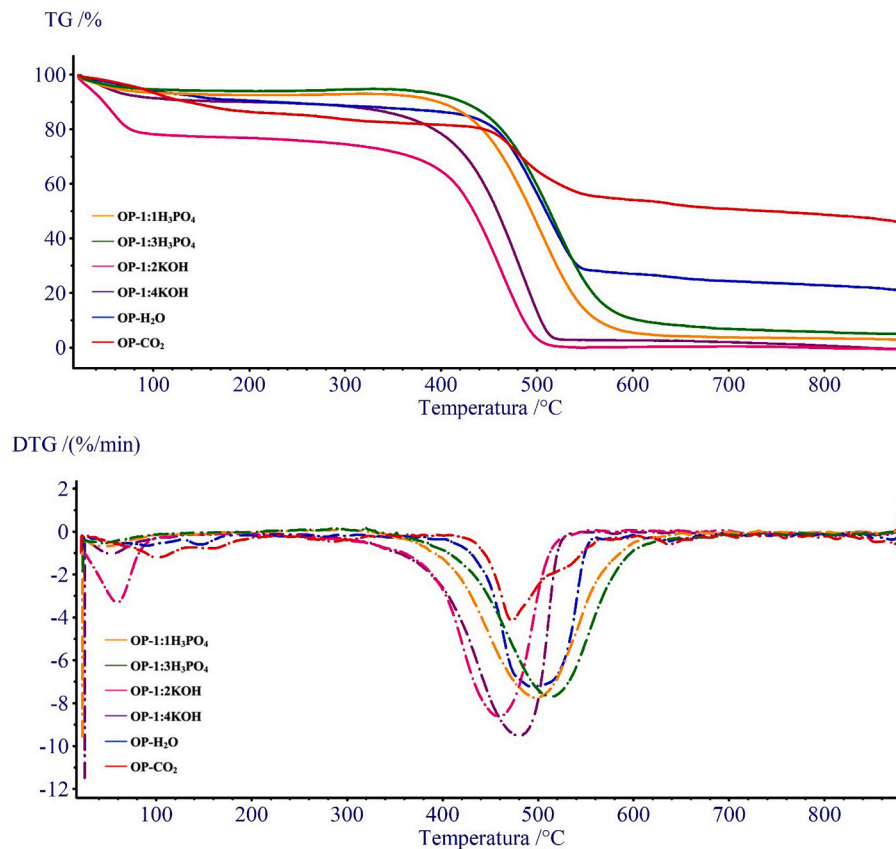 TG /%
100
80
60
40
20
0
OP-1:1H₃PO₄
OP-1:3H₃PO₄
OP-1:2KOH
OP-1:4KOH
OP-H₂O
OP-CO₂
100 200 300 400 500 600 700 800
Temperatura /°C
DTG /(%/min)
2
0
-2
-4
-6
-8
-10
-12
OP-1:1H₃PO₄
OP-1:3H₃PO₄
OP-1:2KOH
OP-1:4KOH
OP-H₂O
OP-CO₂
100 200 300 400 500 600 700 800
Temperatura /°C